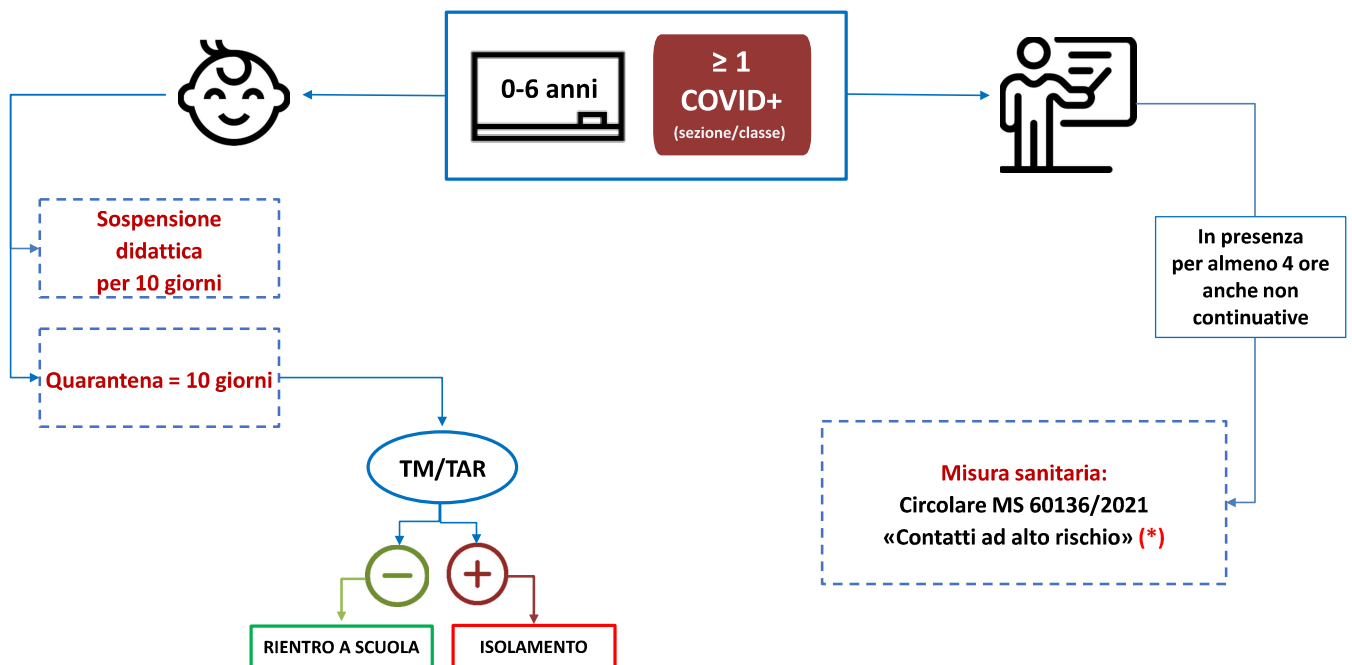 0-6 anni
≥ 1
COVID+
(sezione/classe)
Sospensione
didattica
per 10 giorni
Quarantena = 10 giorni
TM/TAR
RIENTRO A SCUOLA
ISOLAMENTO
In presenza
per almeno 4 ore
anche non
continuative
Misura sanitaria:
Circolare MS 60136/2021
«Contatti ad alto rischio» (*)